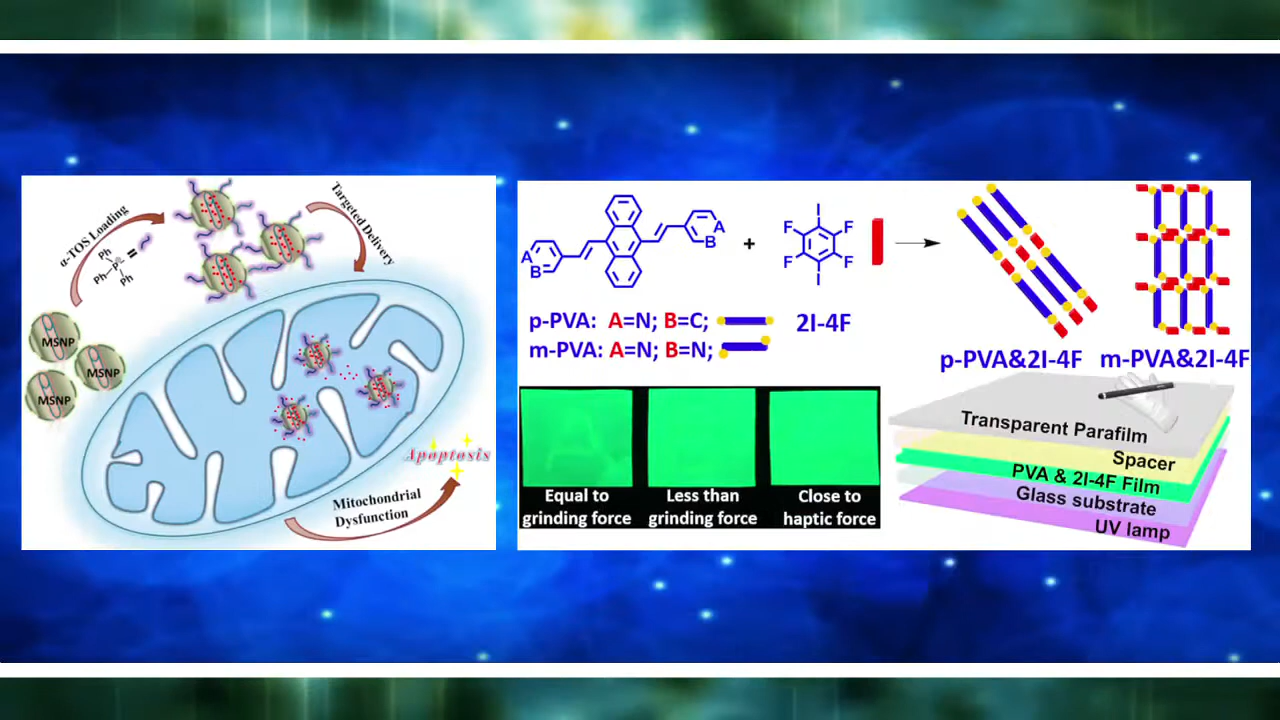 α-TOS Loading
Targeted Delivery
Ph
Ph-P
Ph
MSNP
MSNP
MSNP
Apoptosis
Mitochondrial
Dysfunction
A
B
+
A
B
I
F
F
F
F
I
p-PVA: A=N; B=C;
m-PVA: A=N; B=N;
2I-4F
p-PVA&2I-4F
m-PVA&2I-4F
Equal to
grinding force
Less than
grinding force
Close to
haptic force
Transparent Parafilm
Spacer
PVA & 2I-4F Film
Glass substrate
UV lamp